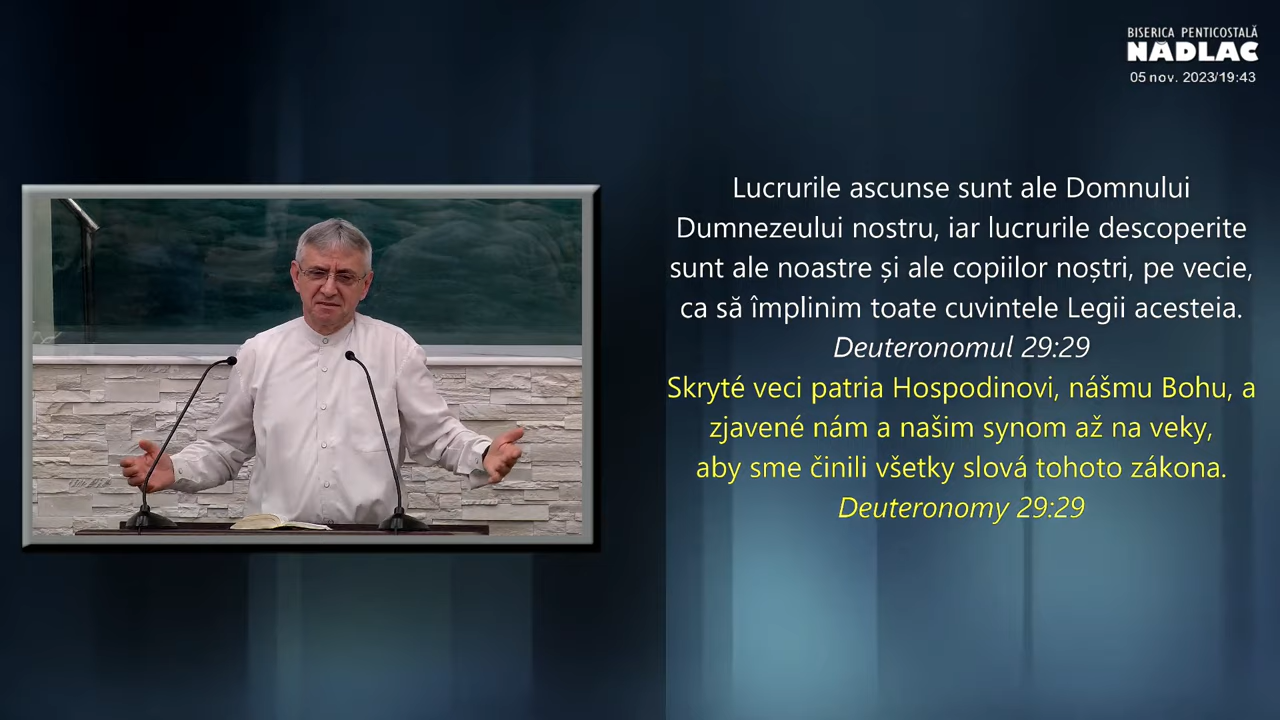 BISERICA PENTICOSTALĂ
NĂDLAC
05 nov. 2023/19:43
Lucrurile ascunse sunt ale Domnului
Dumnezeului nostru, iar lucrurile descoperite
sunt ale noastre și ale copiilor noștri, pe vecie,
ca să împlinim toate cuvintele Legii acesteia.
Deuteronomul 29:29
Skryté veci patria Hospodinovi, nášmu Bohu, a
zjavené nám a našim synom až na veky,
aby sme činili všetky slová tohoto zákona.
Deuteronomy 29:29